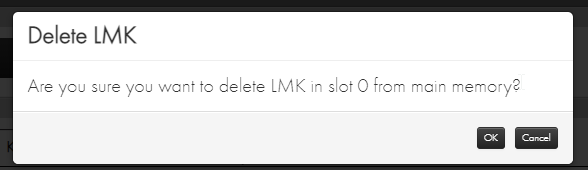 Delete LMK
Are you sure you want to delete LMK in slot 0 from main memory?
OK Cancel